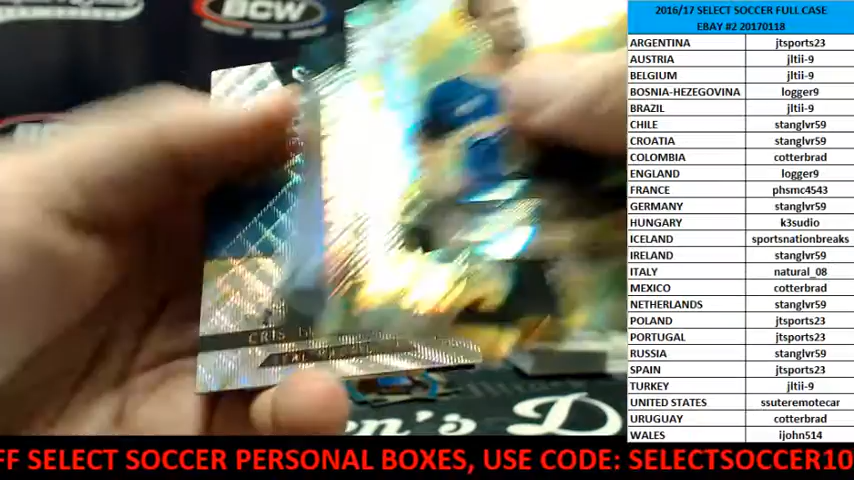 BCW
2016/17 SELECT SOCCER FULL CASE
EBAY #2 20170118
ARGENTINA jtsports23
AUSTRIA jltii-9
BELGIUM jltii-9
BOSNIA-HEZEGOVINA logger9
BRAZIL jltii-9
CHILE stanglvr59
CROATIA stanglvr59
COLOMBIA cotterbrad
ENGLAND logger9
FRANCE phsmc4543
GERMANY stanglvr59
HUNGARY k3sudio
ICELAND sportsnationbreaks
IRELAND stanglvr59
ITALY natural_08
MEXICO cotterbrad
NETHERLANDS stanglvr59
POLAND jtsports23
PORTUGAL jtsports23
RUSSIA stanglvr59
SPAIN jtsports23
TURKEY jltii-9
UNITED STATES ssuteremotecar
URUGUAY cotterbrad
WALES ijohn514
CRIS
FF SELECT SOCCER PERSONAL BOXES, USE CODE: SELECTSOCCER10